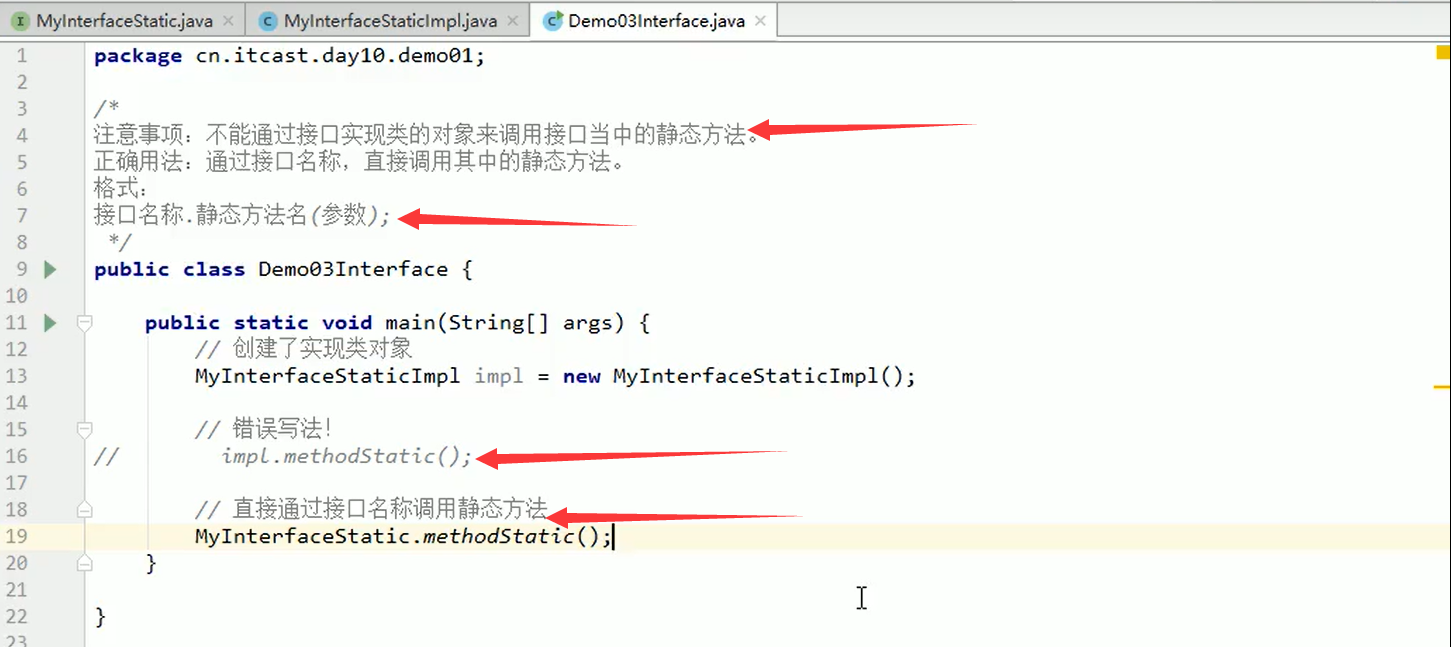 MyInterfaceStatic.java MyInterfaceStaticImpl.java Demo03Interface.java
1 package cn.itcast.day10.demo01;
2
3 /*
4 注意事项：不能通过接口实现类的对象来调用接口当中的静态方法。
5 正确用法：通过接口名称，直接调用其中的静态方法。
6 格式：
7 接口名称.静态方法名(参数);
8 */
9 public class Demo03Interface {
10
11 public static void main(String[] args) {
12 // 创建了实现类对象
13 MyInterfaceStaticImpl impl = new MyInterfaceStaticImpl();
14
15 // 错误写法！
16 // impl.methodStatic();
17
18 // 直接通过接口名称调用静态方法
19 MyInterfaceStatic.methodStatic();
20 }
21
22 }
23